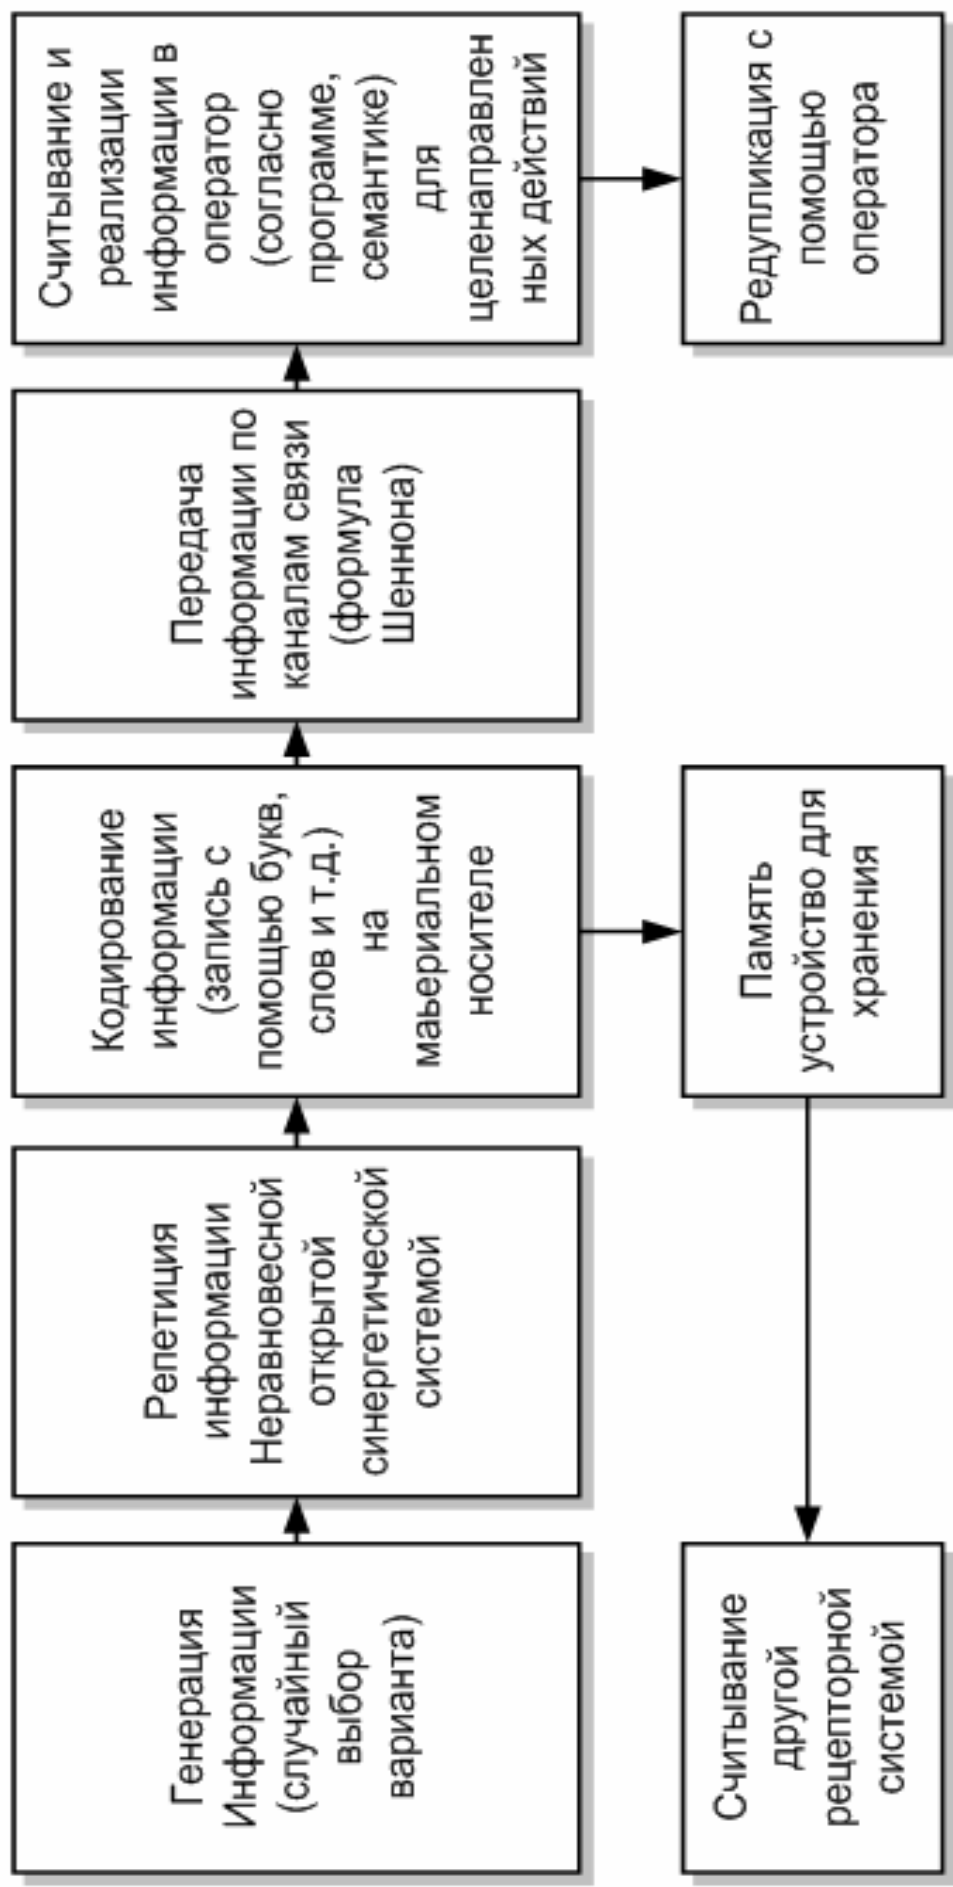 Генерация
Информации
(случайный
выбор
варианта)
Репетиция
информации
Неравновесной
открытой
синергетической
системой
Кодирование
информации
(запись с
помощью букв,
слов и т.д.)
на
маьериальном
носителе
Передача
информации по
каналам связи
(формула
Шеннона)
Считывание и
реализации
информации в
оператор
(согласно
программе,
семантике)
для
целенаправлен
ных действий
Считывание
другой
рецепторной
системой
Память
устройство для
хранения
Редупликация с
помощью
оператора